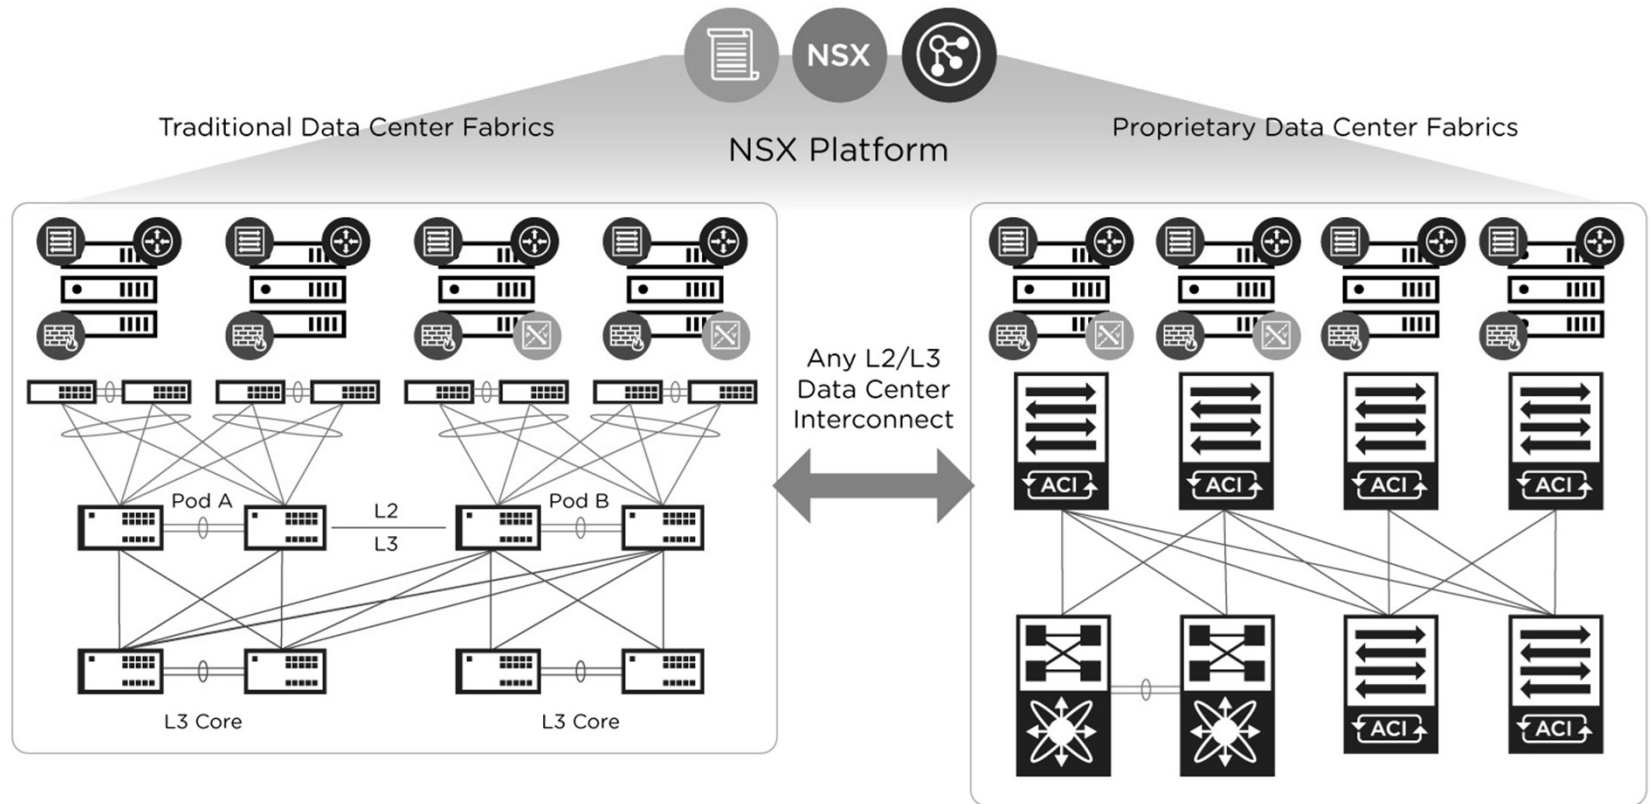 NSX
Traditional Data Center Fabrics
Proprietary Data Center Fabrics
NSX Platform
Any L2/L3
Data Center
Interconnect
Pod A
L2
L3
Pod B
L3 Core
L3 Core
ACI
ACI
ACI
ACI
ACI
ACI